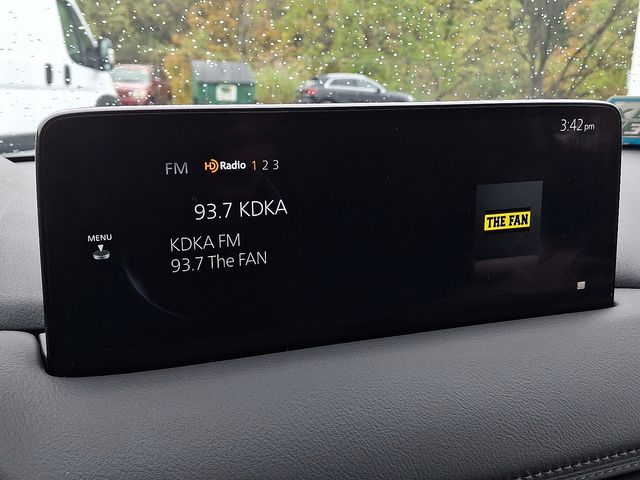 3:42 pm
FM HD Radio 1 2 3
93.7 KDKA
THE FAN
MENU
KDKA FM
93.7 The FAN